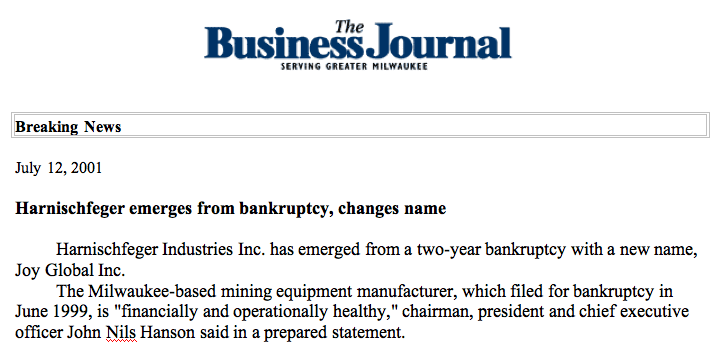 The
Business Journal
SERVING GREATER MILWAUKEE
Breaking News
July 12, 2001
Harnischfeger emerges from bankruptcy, changes name
Harnischfeger Industries Inc. has emerged from a two-year bankruptcy with a new name,
Joy Global Inc.
The Milwaukee-based mining equipment manufacturer, which filed for bankruptcy in
June 1999, is "financially and operationally healthy," chairman, president and chief executive
officer John Nils Hanson said in a prepared statement.